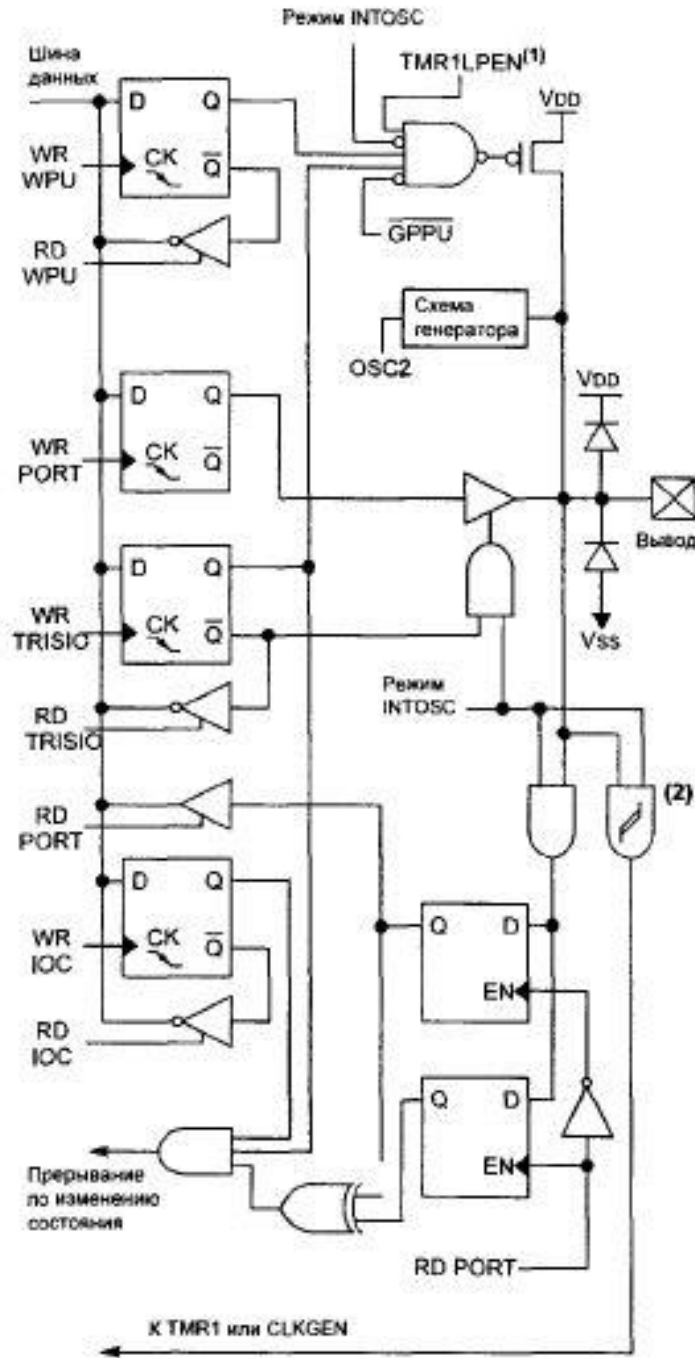 Режим INTOSC
Шина
данных
TMR1LPEN(1)
VDD
D Q
WR
WPU
CK Q
GPPU
RD
WPU
Схема
генератора
OSC2
D Q
VDD
WR
PORT
CK Q
Вывод
D Q
WR
TRISIO
CK Q
VSS
Режим
INTOSC
RD
TRISIO
(2)
RD
PORT
D Q
Q D
WR
IOC
CK Q
EN
RD
IOC
Q D
EN
Прерывание
по изменению
состояния
RD PORT
К TMR1 или CLKGEN